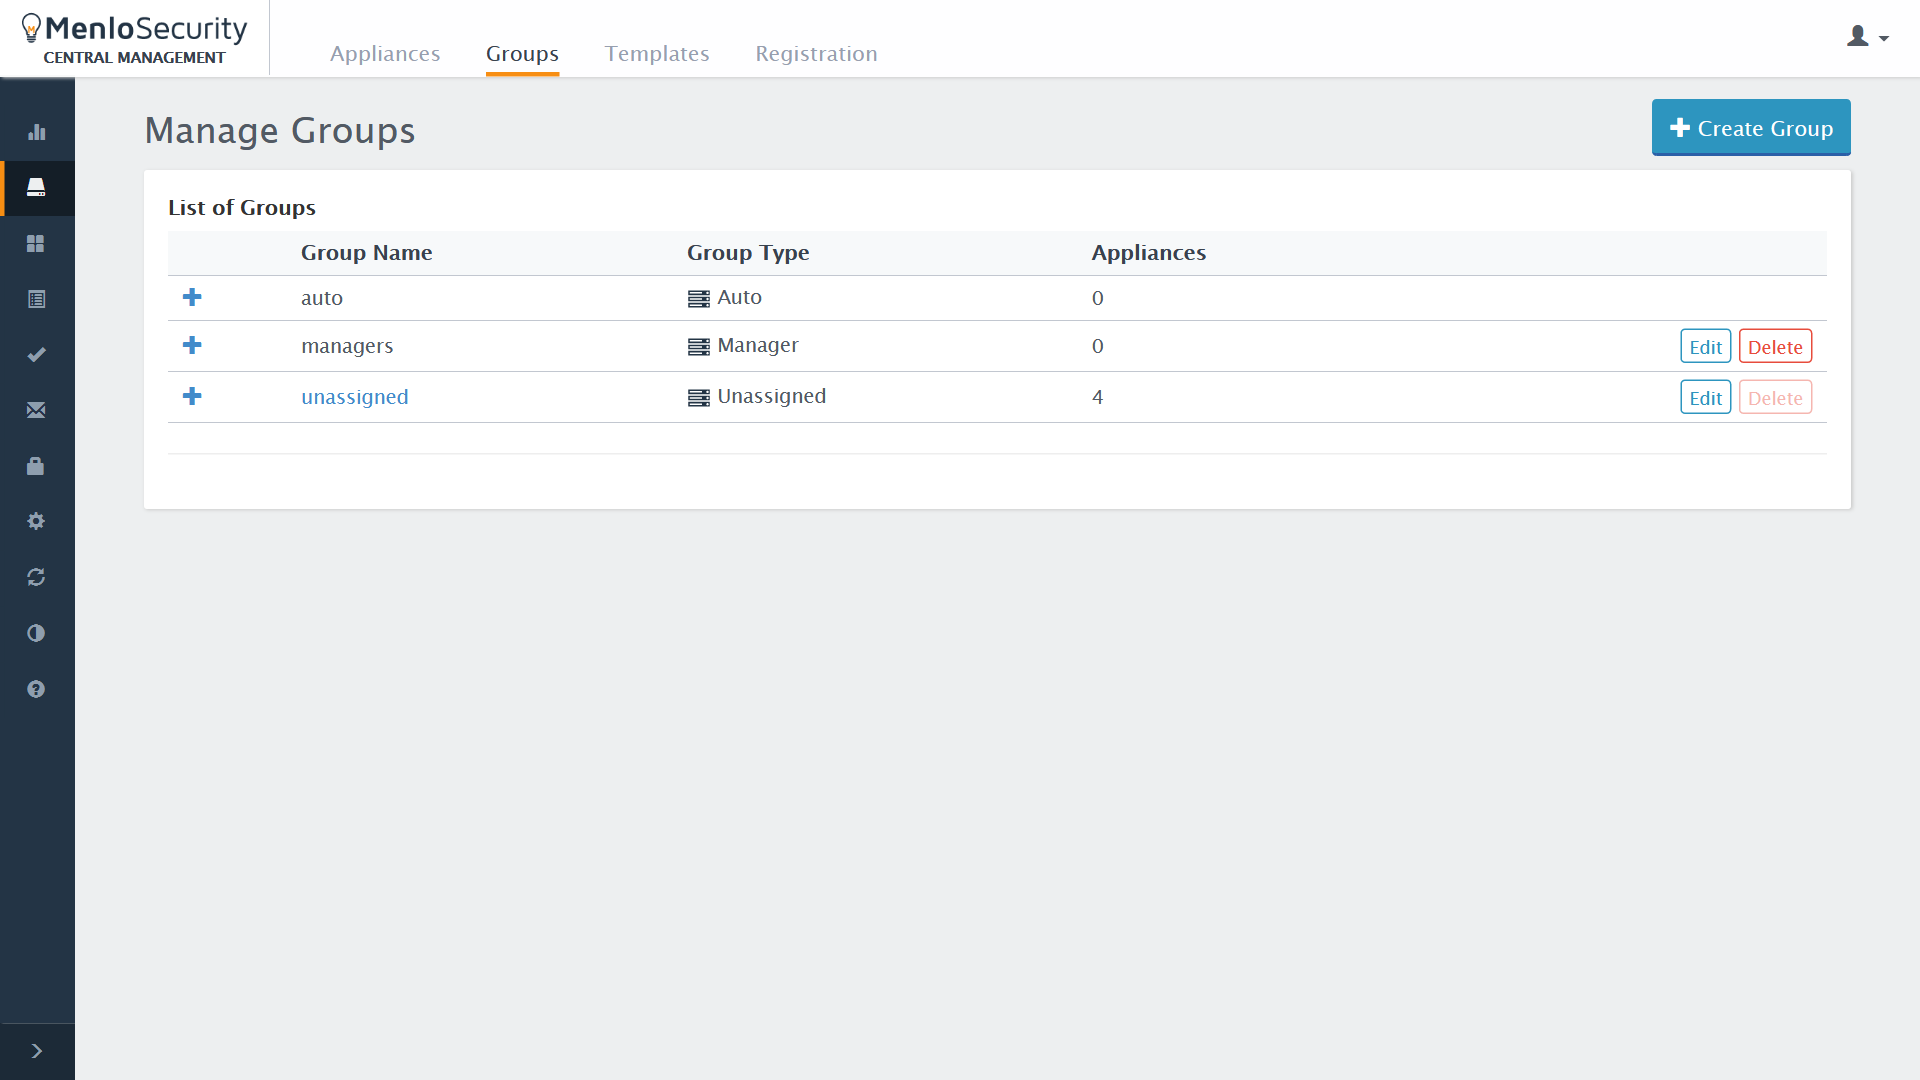 MenloSecurity
CENTRAL MANAGEMENT
Appliances Groups Templates Registration
Manage Groups
Create Group
List of Groups
Group Name Group Type Appliances
auto Auto 0
managers Manager 0 Edit Delete
unassigned Unassigned 4 Edit Delete